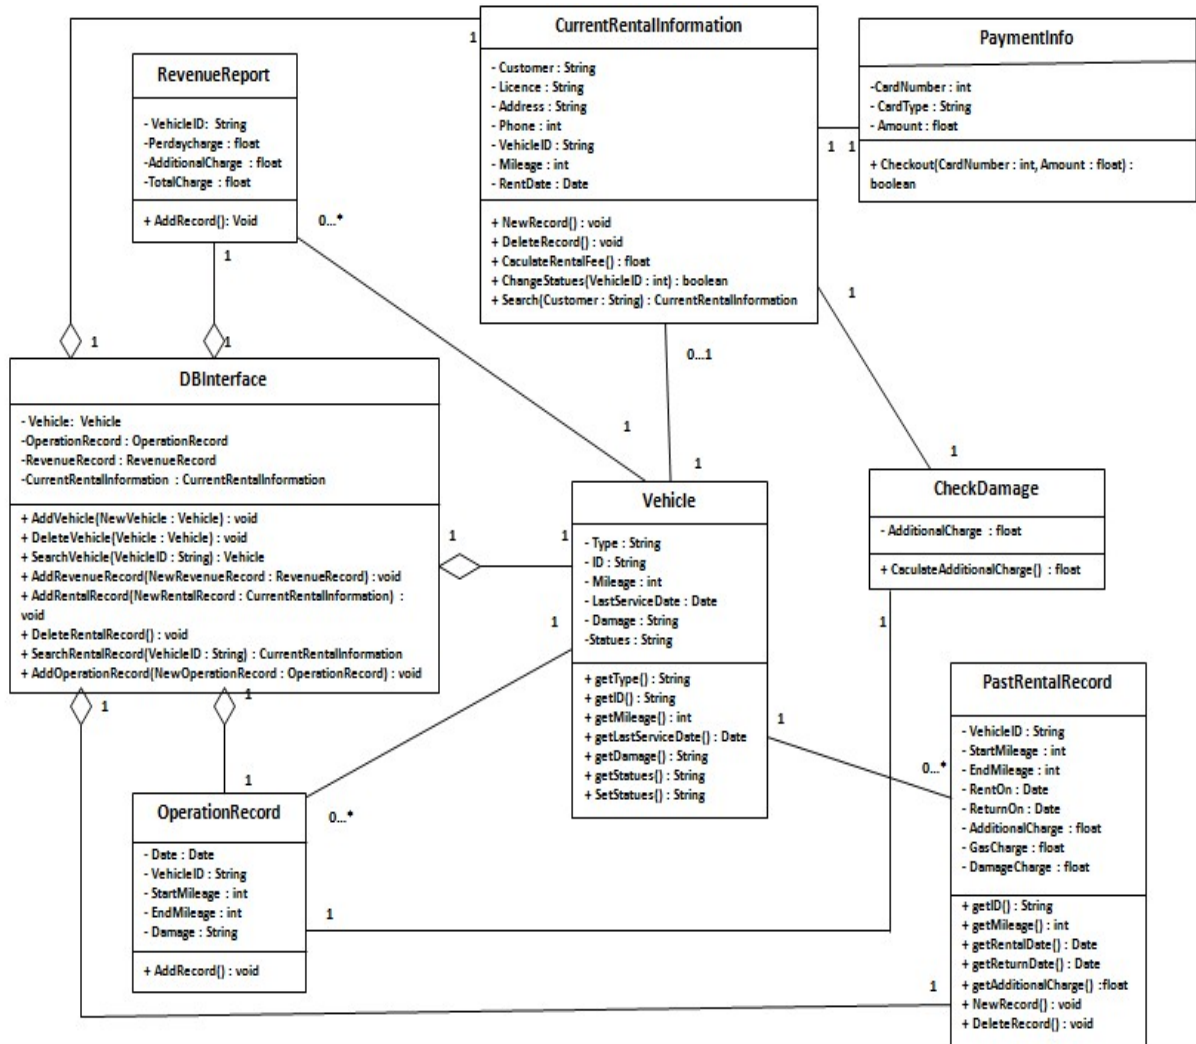 CurrentRentalInformation
- Customer : String
- Licence : String
- Address : String
- Phone : int
- VehicleID : String
- Mileage : int
- RentDate : Date
+ NewRecord() : void
+ DeleteRecord() : void
+ CaculateRentalFee() : float
+ ChangeStatues(VehicleID : int) : boolean
+ Search(Customer : String) : CurrentRentalInformation
PaymentInfo
-CardNumber : int
- CardType : String
- Amount : float
+ Checkout(CardNumber : int, Amount : float) :
boolean
RevenueReport
- VehicleID: String
-Perdaycharge : float
-AdditionalCharge : float
-TotalCharge : float
+ AddRecord(): Void
1
1
1
0...*
1
1
1
1
0...1
1
1
1
1
DBInterface
- Vehicle: Vehicle
-OperationRecord : OperationRecord
-RevenueRecord : RevenueRecord
-CurrentRentalInformation : CurrentRentalInformation
+ AddVehicle(NewVehicle : Vehicle) : void
+ DeleteVehicle(Vehicle : Vehicle) : void
+ SearchVehicle(VehicleID : String) : Vehicle
+ AddRevenueRecord(NewRevenueRecord : RevenueRecord) : void
+ AddRentalRecord(NewRentalRecord : CurrentRentalInformation) :
void
+ DeleteRentalRecord() : void
+ SearchRentalRecord(VehicleID : String) : CurrentRentalInformation
+ AddOperationRecord(NewOperationRecord : OperationRecord) : void
1
1
Vehicle
- Type : String
- ID : String
- Mileage : int
- LastServiceDate : Date
- Damage : String
-Statues : String
+ getType() : String
+ getID() : String
+ getMileage() : int
+ getLastServiceDate() : Date
+ getDamage() : String
+ getStatues() : String
+ SetStatues() : String
CheckDamage
- AdditionalCharge : float
+ CaculateAdditionalCharge() : float
1
1
1
1
1
1
0...*
0...*
1
1
OperationRecord
- Date : Date
- VehicleID : String
- StartMileage : int
- EndMileage : int
- Damage : String
+ AddRecord() : void
PastRentalRecord
- VehicleID : String
- StartMileage : int
- EndMileage : int
- RentOn : Date
- ReturnOn : Date
- AdditionalCharge : float
- GasCharge : float
- DamageCharge : float
+ getID() : String
+ getMileage() : int
+ getRentalDate() : Date
+ getReturnDate() : Date
+ getAdditionalCharge() :float
+ NewRecord() : void
+ DeleteRecord() : void